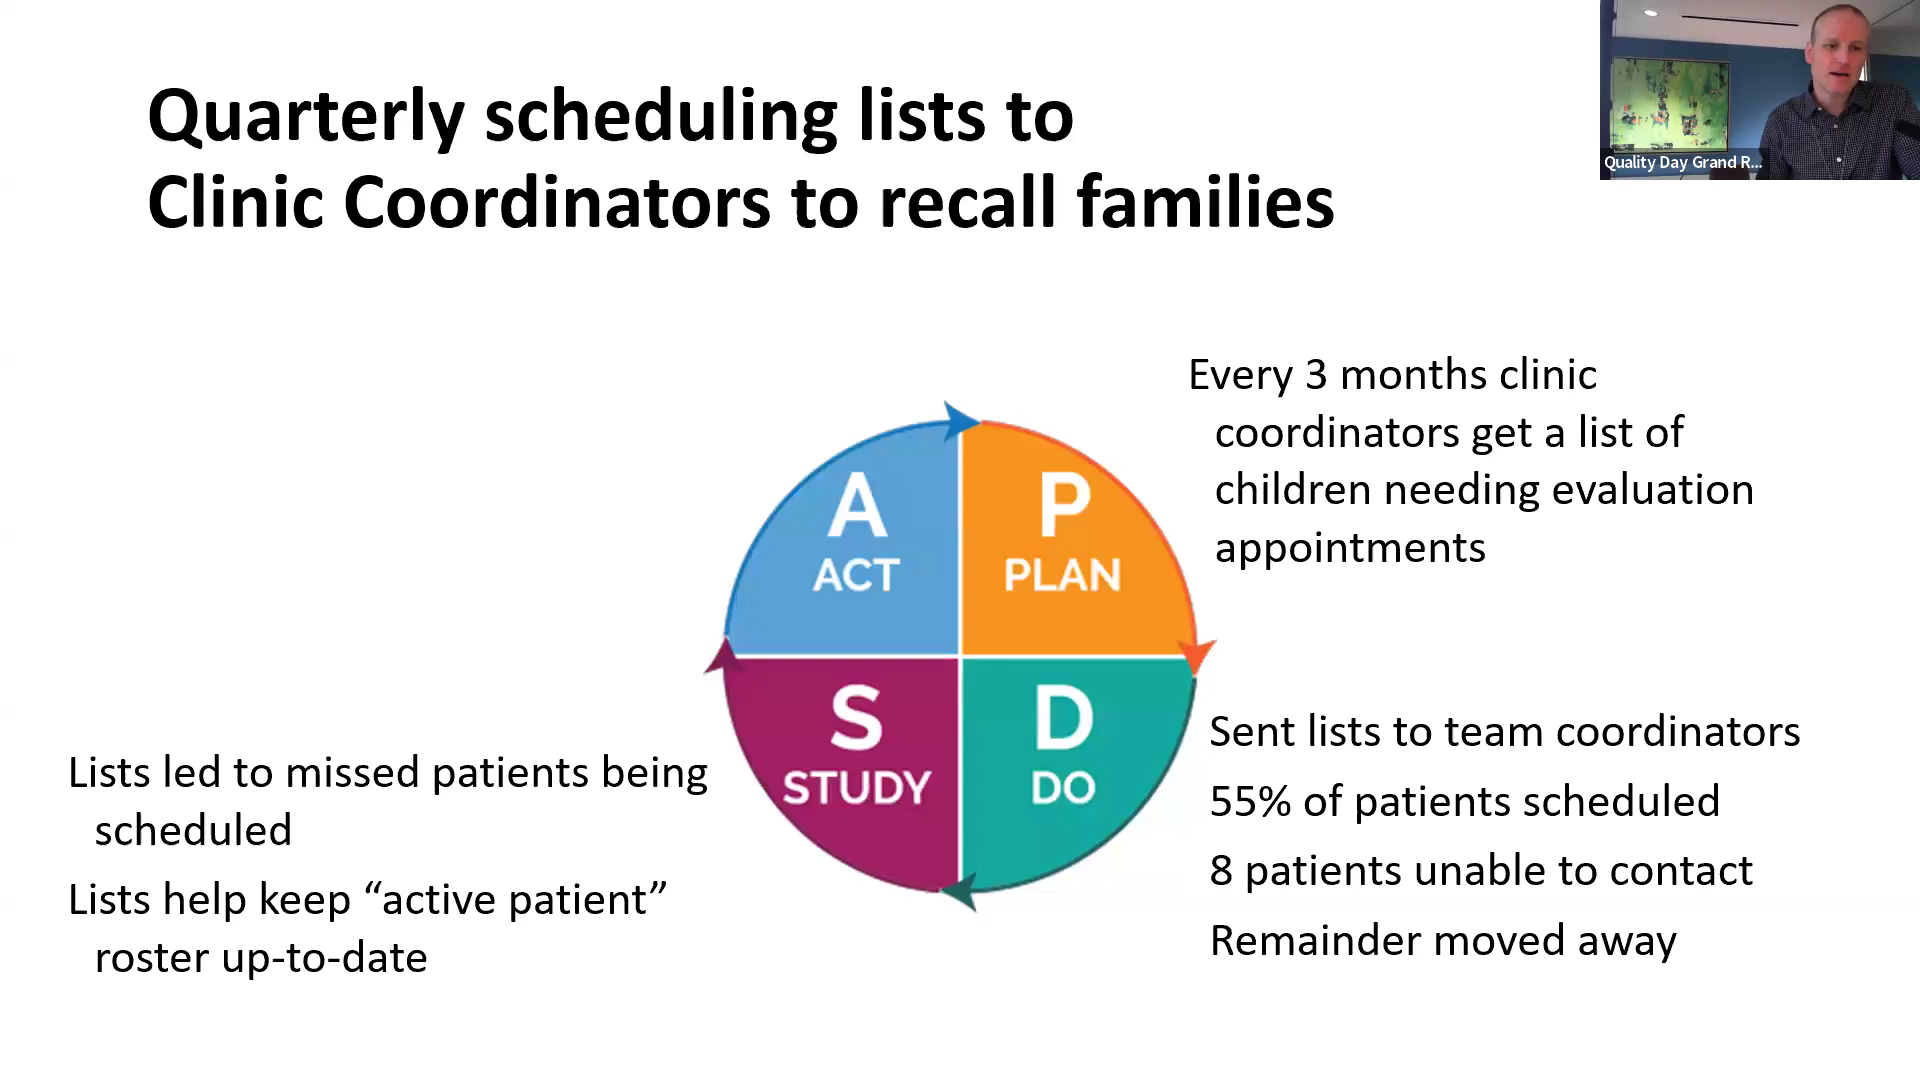 Quarterly scheduling lists to
Clinic Coordinators to recall families
Quality Day Grand R...
Every 3 months clinic
coordinators get a list of
children needing evaluation
appointments
A
ACT
P
PLAN
S
STUDY
D
DO
Sent lists to team coordinators
55% of patients scheduled
8 patients unable to contact
Remainder moved away
Lists led to missed patients being
scheduled
Lists help keep “active patient”
roster up-to-date